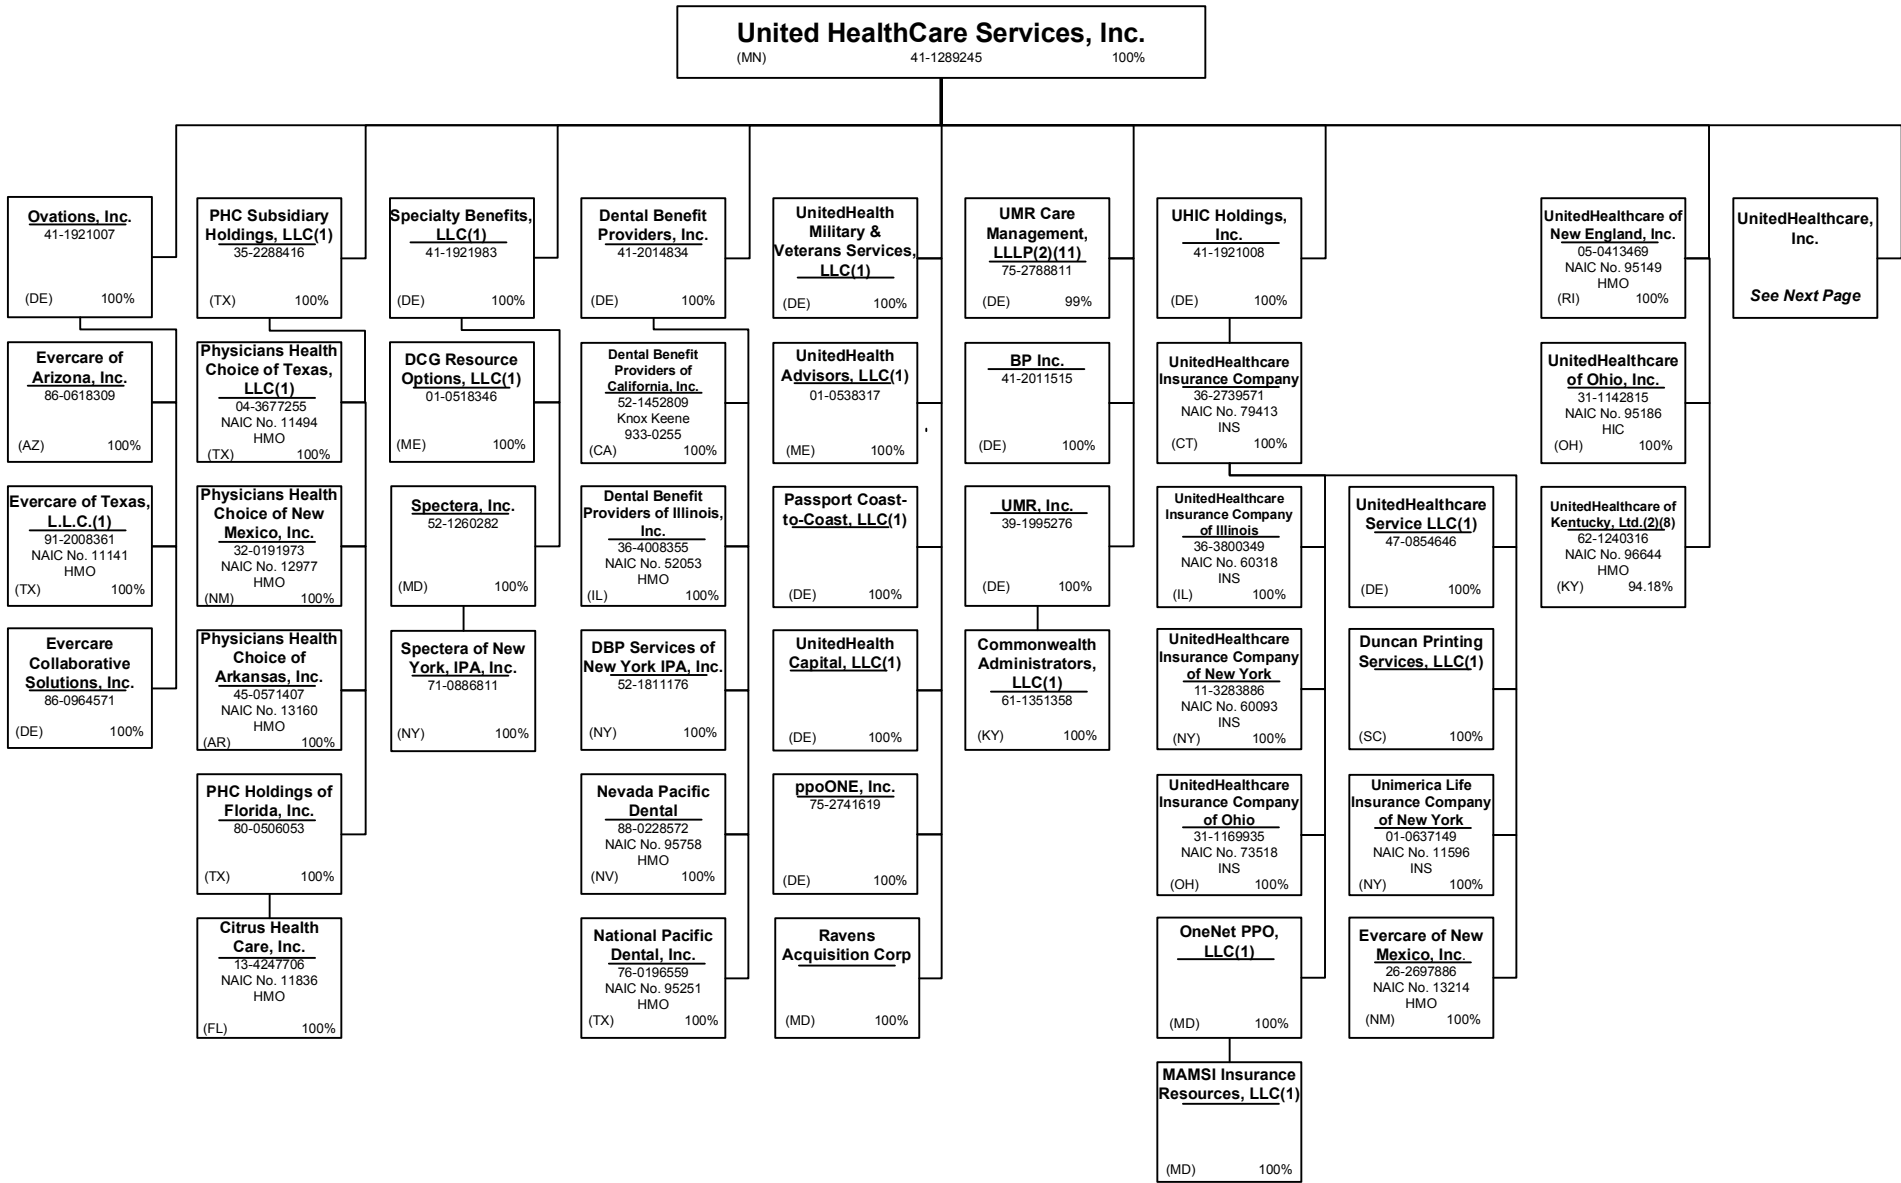 United HealthCare Services, Inc.
(MN) 41-1289245 100%
Ovations, Inc.
41-1921007
(DE) 100%
Evercare of
Arizona, Inc.
86-0618309
(AZ) 100%
Evercare of Texas,
L.L.C.(1)
91-2008361
NAIC No. 11141
HMO
(TX) 100%
Evercare
Collaborative
Solutions, Inc.
86-0964571
(DE) 100%
PHC Subsidiary
Holdings, LLC(1)
35-2288416
(TX) 100%
Physicians Health
Choice of Texas,
LLC(1)
04-3677255
NAIC No. 11494
HMO
(TX) 100%
Physicians Health
Choice of New
Mexico, Inc.
32-0191973
NAIC No. 12977
HMO
(NM) 100%
Physicians Health
Choice of
Arkansas, Inc.
45-0571407
NAIC No. 13160
HMO
(AR) 100%
PHC Holdings of
Florida, Inc.
80-0506053
(TX) 100%
Citrus Health
Care, Inc.
13-4247706
NAIC No. 11836
HMO
(FL) 100%
Specialty Benefits,
LLC(1)
41-1921983
(DE) 100%
DCG Resource
Options, LLC(1)
01-0518346
(ME) 100%
Spectera, Inc.
52-1260282
(MD) 100%
Spectera of New
York, IPA, Inc.
71-0886811
(NY) 100%
Dental Benefit
Providers, Inc.
41-2014834
(DE) 100%
Dental Benefit
Providers of
California, Inc.
52-1452809
Knox Keene
933-0255
(CA) 100%
Dental Benefit
Providers of Illinois,
Inc.
36-4008355
NAIC No. 52053
HMO
(IL) 100%
DBP Services of
New York IPA, Inc.
52-1811176
(NY) 100%
Nevada Pacific
Dental
88-0228572
NAIC No. 95758
HMO
(NV) 100%
National Pacific
Dental, Inc.
76-0196559
NAIC No. 95251
HMO
(TX) 100%
UnitedHealth
Military &
Veterans Services,
LLC(1)
(DE) 100%
UnitedHealth
Advisors, LLC(1)
01-0538317
(ME) 100%
Passport Coast-
to-Coast, LLC(1)
(DE) 100%
UnitedHealth
Capital, LLC(1)
(DE) 100%
ppoONE, Inc.
75-2741619
(DE) 100%
Ravens
Acquisition Corp
(MD) 100%
UMR Care
Management,
LLLP(2)(11)
75-2788811
(DE) 99%
BP Inc.
41-2011515
(DE) 100%
UMR, Inc.
39-1995276
(DE) 100%
Commonwealth
Administrators,
LLC(1)
61-1351358
(KY) 100%
UHIC Holdings,
Inc.
41-1921008
(DE) 100%
UnitedHealthcare
Insurance Company
36-2739571
NAIC No. 79413
INS
(CT) 100%
UnitedHealthcare
Insurance Company
of Illinois
36-3800349
NAIC No. 60318
INS
(IL) 100%
UnitedHealthcare
Insurance Company
of New York
11-3283886
NAIC No. 60093
INS
(NY) 100%
UnitedHealthcare
Insurance Company
of Ohio
31-1169935
NAIC No. 73518
INS
(OH) 100%
OneNet PPO,
LLC(1)
(MD) 100%
MAMSI Insurance
Resources, LLC(1)
(MD) 100%
UnitedHealthcare
Service LLC(1)
47-0854646
(DE) 100%
Duncan Printing
Services, LLC(1)
(SC) 100%
Unimerica Life
Insurance Company
of New York
01-0637149
NAIC No. 11596
INS
(NY) 100%
Evercare of New
Mexico, Inc.
26-2697886
NAIC No. 13214
HMO
(NM) 100%
UnitedHealthcare of
New England, Inc.
05-0413469
NAIC No. 95149
HMO
(RI) 100%
UnitedHealthcare
of Ohio, Inc.
31-1142815
NAIC No. 95186
HIC
(OH) 100%
UnitedHealthcare of
Kentucky, Ltd.(2)(8)
62-1240316
NAIC No. 96644
HMO
(KY) 94.18%
UnitedHealthcare,
Inc.
See Next Page